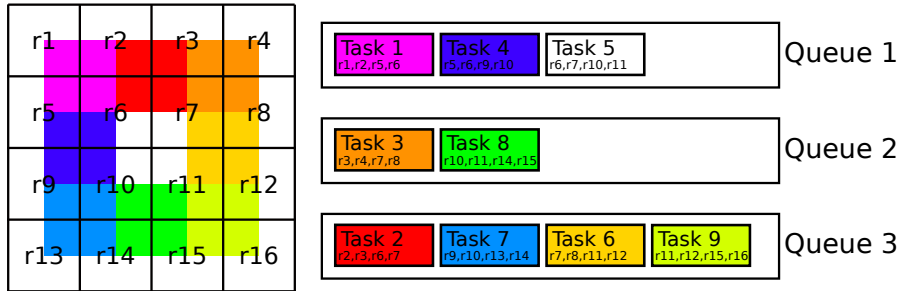 r1 r2 r3 r4
r5 r6 r7 r8
r9 r10 r11 r12
r13 r14 r15 r16
Task 1 Task 4 Task 5
r1,r2,r5,r6 r5,r6,r9,r10 r6,r7,r10,r11
Queue 1
Task 3 Task 8
r3,r4,r7,r8 r10,r11,r14,r15
Queue 2
Task 2 Task 7 Task 6 Task 9
r2,r3,r6,r7 r9,r10,r13,r14 r7,r8,r11,r12 r11,r12,r15,r16
Queue 3